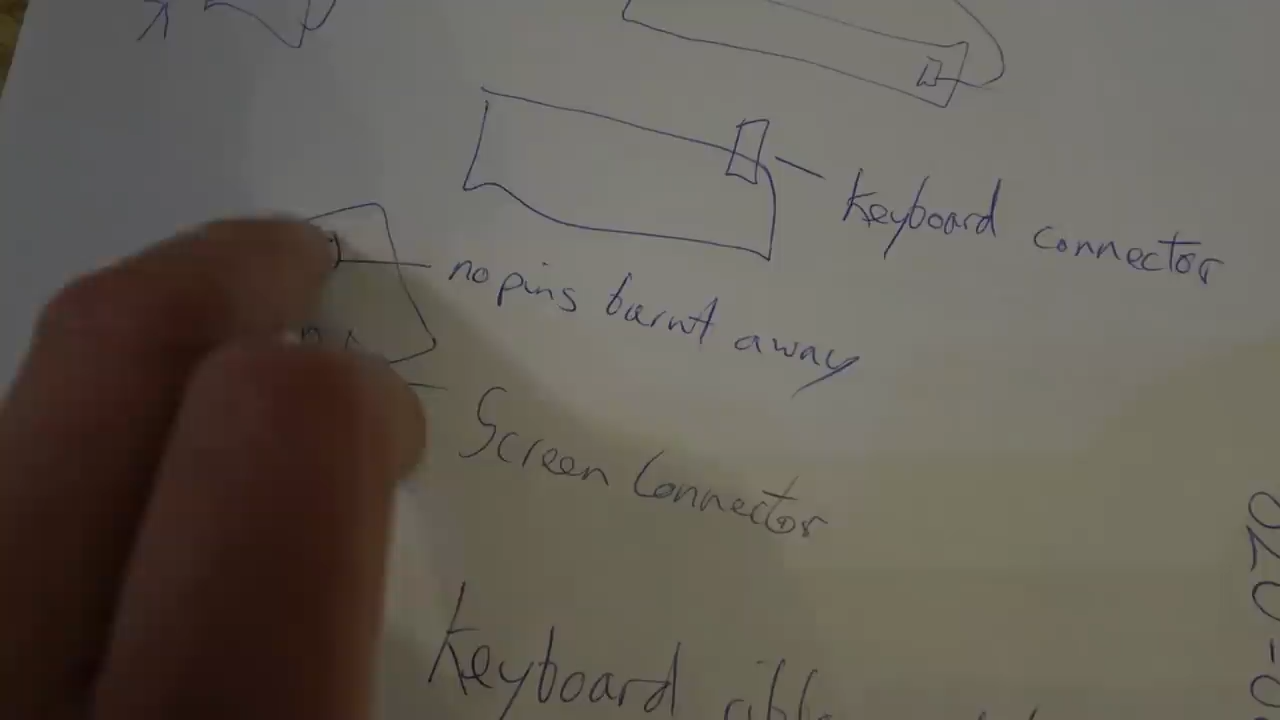 Keyboard connector
no pins burnt away
Screen Connector
Keyboard